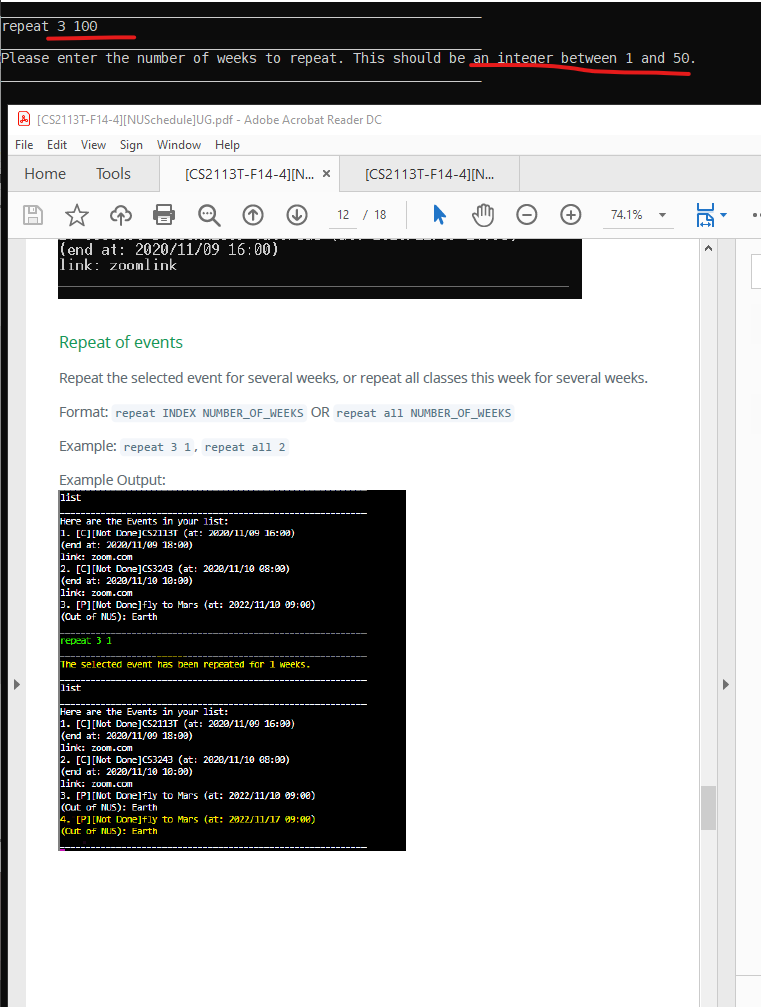 repeat 3 100
Please enter the number of weeks to repeat. This should be an integer between 1 and 50.
[CS2113T-F14-4][NUSchedule]UG.pdf - Adobe Acrobat Reader DC
File Edit View Sign Window Help
Home Tools [CS2113T-F14-4][N... × [CS2113T-F14-4][N...
12 / 18 74.1%
(end at: 2020/11/09 16:00)
link: zoomlink
Repeat of events
Repeat the selected event for several weeks, or repeat all classes this week for several weeks.
Format: repeat INDEX NUMBER_OF_WEEKS OR repeat all NUMBER_OF_WEEKS
Example: repeat 3 1, repeat all 2
Example Output:
list
Here are the Events in your list:
1. [C][Not Done]CS2113T (at: 2020/11/09 16:00)
(end at: 2020/11/09 18:00)
link: zoom.com
2. [C][Not Done]CS3243 (at: 2020/11/10 08:00)
(end at: 2020/11/10 10:00)
link: zoom.com
3. [P][Not Done]fly to Mars (at: 2022/11/10 09:00)
(Out of NUS): Earth
repeat 3 1
The selected event has been repeated for 1 weeks.
list
Here are the Events in your list:
1. [C][Not Done]CS2113T (at: 2020/11/09 16:00)
(end at: 2020/11/09 18:00)
link: zoom.com
2. [C][Not Done]CS3243 (at: 2020/11/10 08:00)
(end at: 2020/11/10 10:00)
link: zoom.com
3. [P][Not Done]fly to Mars (at: 2022/11/10 09:00)
(Out of NUS): Earth
4. [P][Not Done]fly to Mars (at: 2022/11/17 09:00)
(Out of NUS): Earth